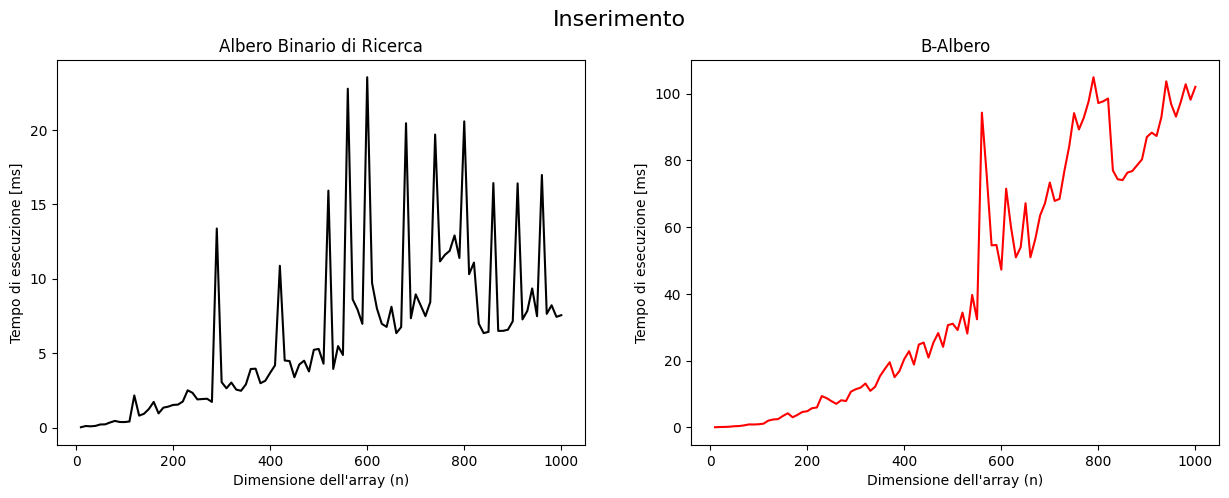 Inserimento
Albero Binario di Ricerca
Tempo di esecuzione [ms]
20
15
10
5
0
0 200 400 600 800 1000
Dimensione dell'array (n)
B-Albero
Tempo di esecuzione [ms]
100
80
60
40
20
0
0 200 400 600 800 1000
Dimensione dell'array (n)